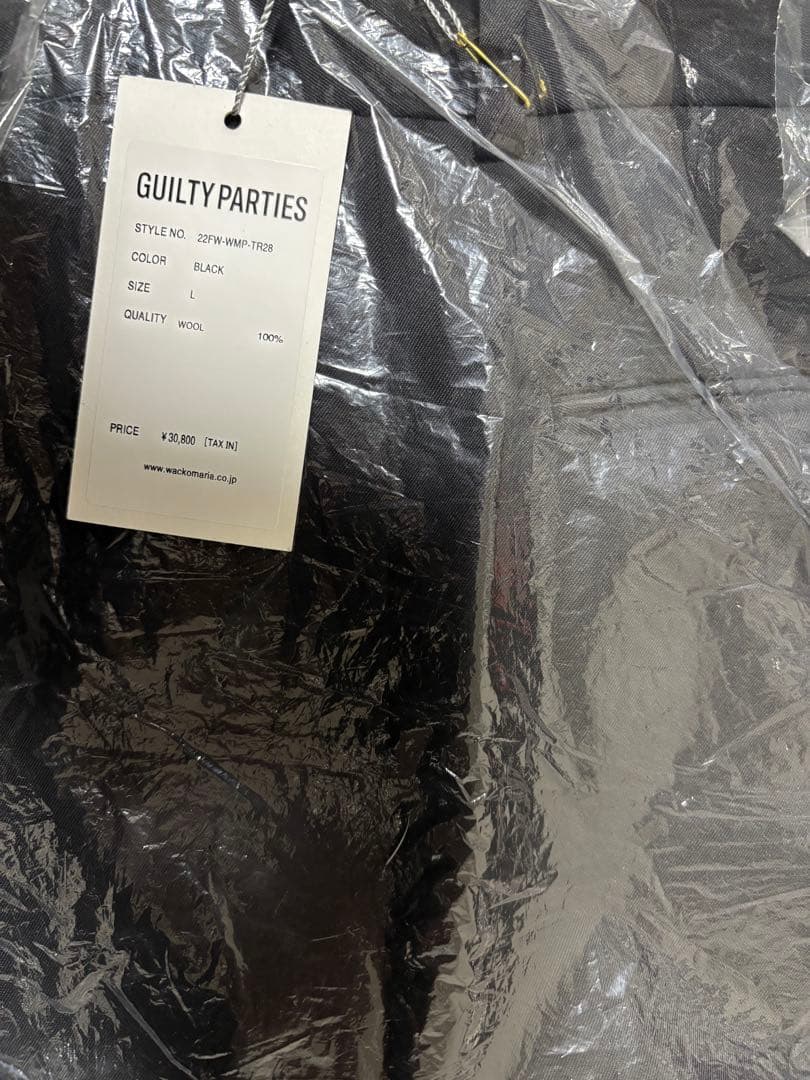 GUILTY PARTIES
STYLE NO. 22FW-WMP-TR28
COLOR BLACK
SIZE L
QUALITY WOOL 100%
PRICE ¥30,800 [TAX IN]
www.wackomaria.co.jp